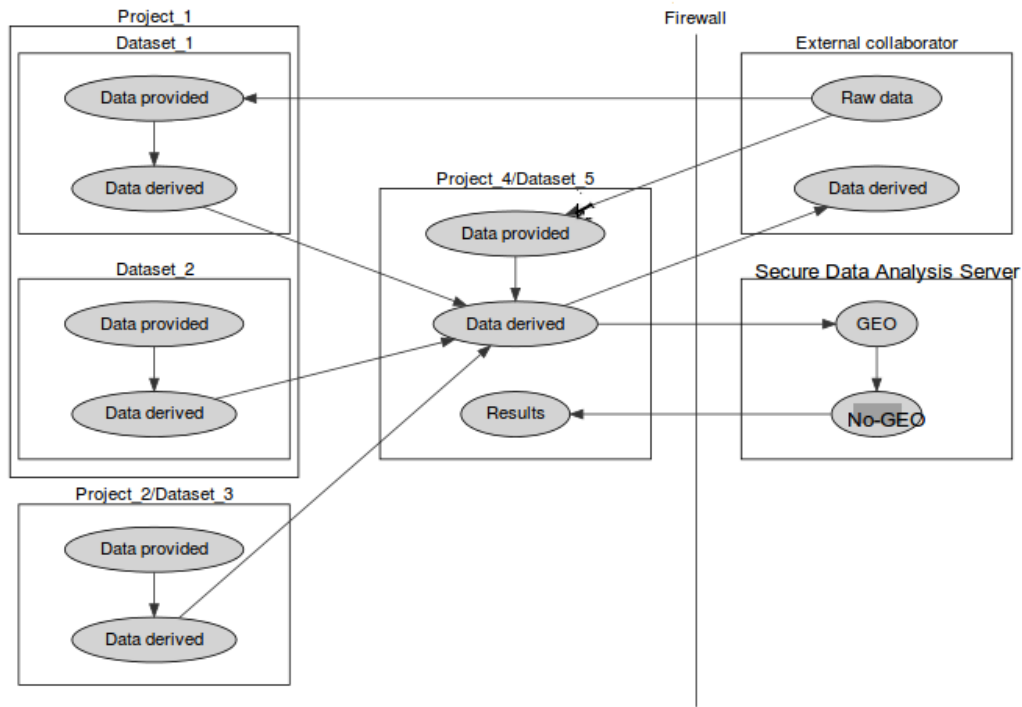 Project_1
Firewall
Dataset_1
External collaborator
Data provided
Raw data
Data derived
Data derived
Project_4/Dataset_5
Data provided
Dataset_2
Secure Data Analysis Server
Data provided
Data derived
GEO
Data derived
Results
No-GEO
Project_2/Dataset_3
Data provided
Data derived